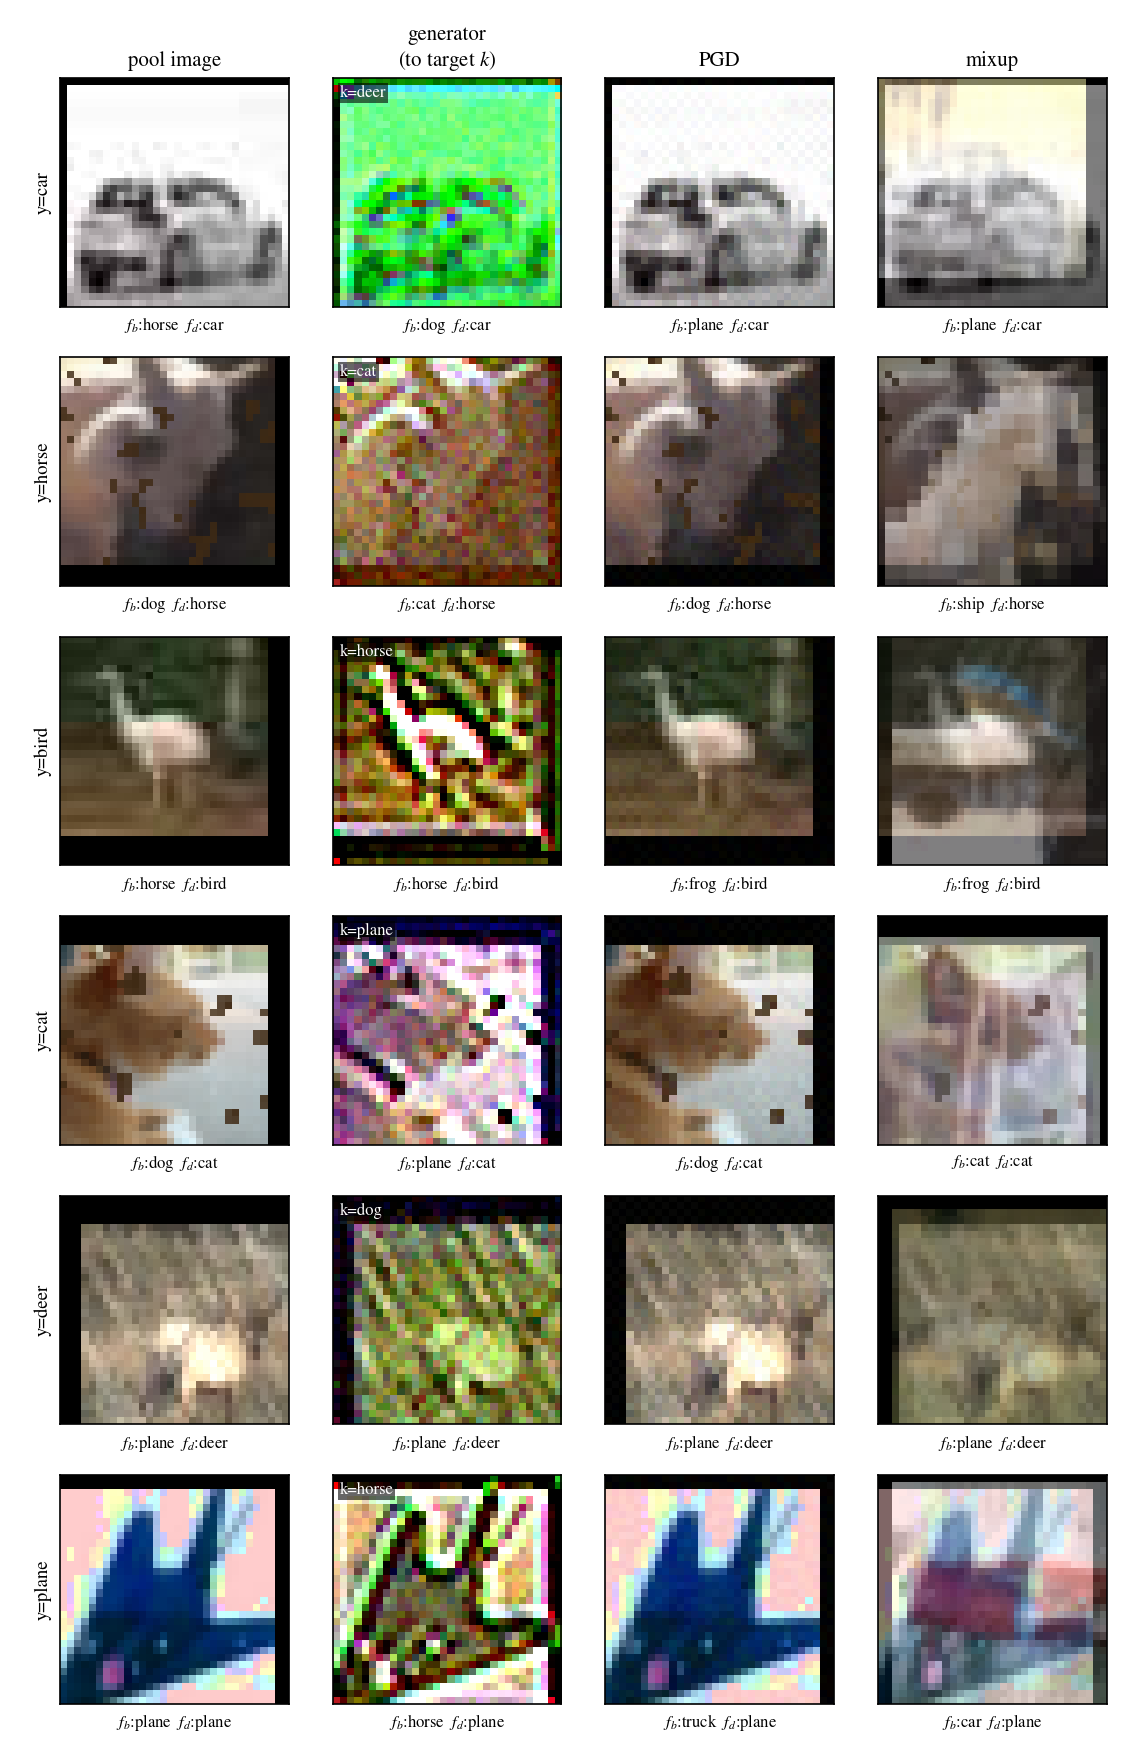 pool image
generator
(to target k)
PGD
mixup
y=car
k=deer
f_b:horse f_d:car
f_b:dog f_d:car
f_b:plane f_d:car
f_b:plane f_d:car
y=horse
k=cat
f_b:dog f_d:horse
f_b:cat f_d:horse
f_b:dog f_d:horse
f_b:ship f_d:horse
y=bird
k=horse
f_b:horse f_d:bird
f_b:horse f_d:bird
f_b:frog f_d:bird
f_b:frog f_d:bird
y=cat
k=plane
f_b:dog f_d:cat
f_b:plane f_d:cat
f_b:dog f_d:cat
f_b:cat f_d:cat
y=deer
k=dog
f_b:plane f_d:deer
f_b:plane f_d:deer
f_b:plane f_d:deer
f_b:plane f_d:deer
y=plane
k=horse
f_b:plane f_d:plane
f_b:horse f_d:plane
f_b:truck f_d:plane
f_b:car f_d:plane